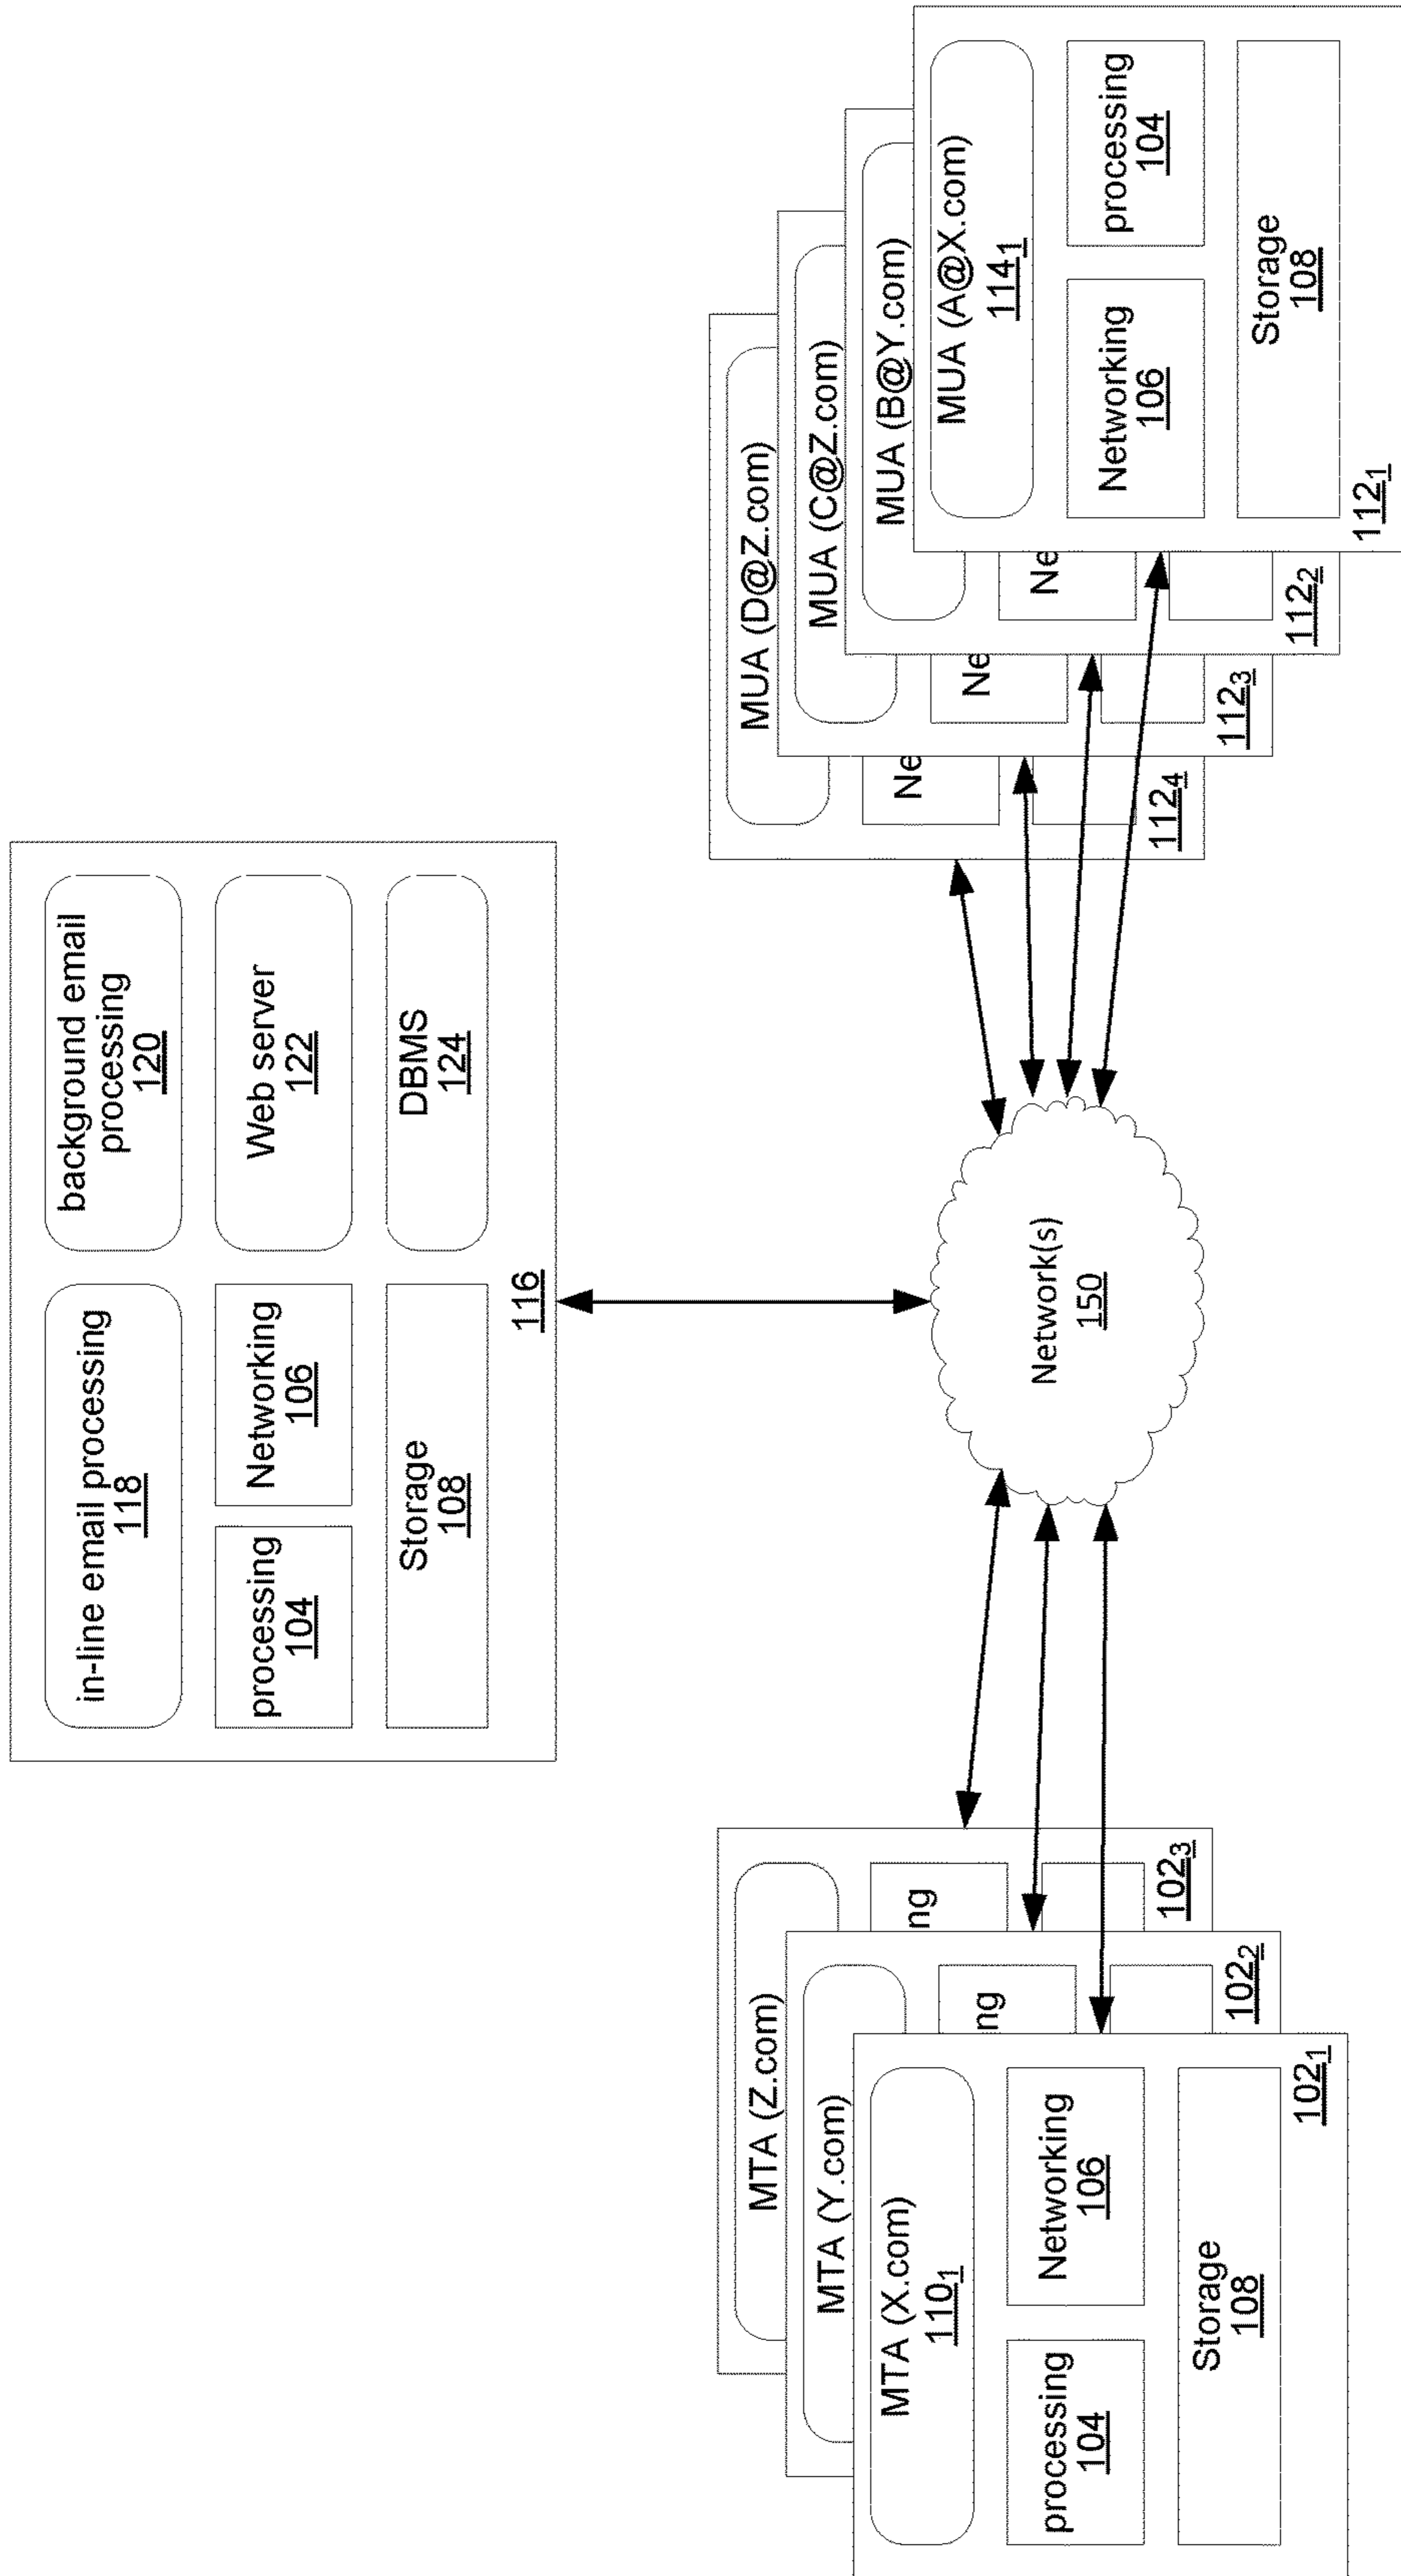 in-line email processing
118
background email
processing
120
processing
104
Networking
106
Web server
122
Storage
108
DBMS
124
116
MTA (Z.com)
ng
102₃
MTA (Y.com)
ng
102₂
MTA (X.com)
110₁
processing
104
Networking
106
Storage
108
102₁
Network(s)
150
MUA (D@Z.com)
Ne
112₄
MUA (C@Z.com)
Ne
112₃
MUA (B@Y.com)
Ne
112₂
MUA (A@X.com)
114₁
Networking
106
processing
104
Storage
108
112₁